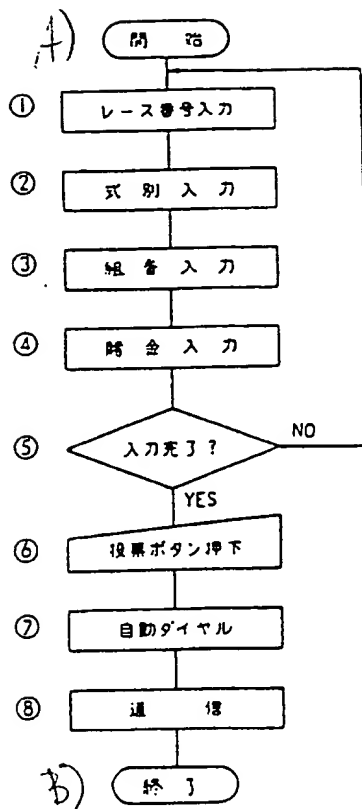 A) 開始
① レース番号入力
② 式別入力
③ 組番入力
④ 賭金入力
⑤ 入力完了? NO
YES
⑥ 投票ボタン押下
⑦ 自動ダイヤル
⑧ 通信
B) 終了